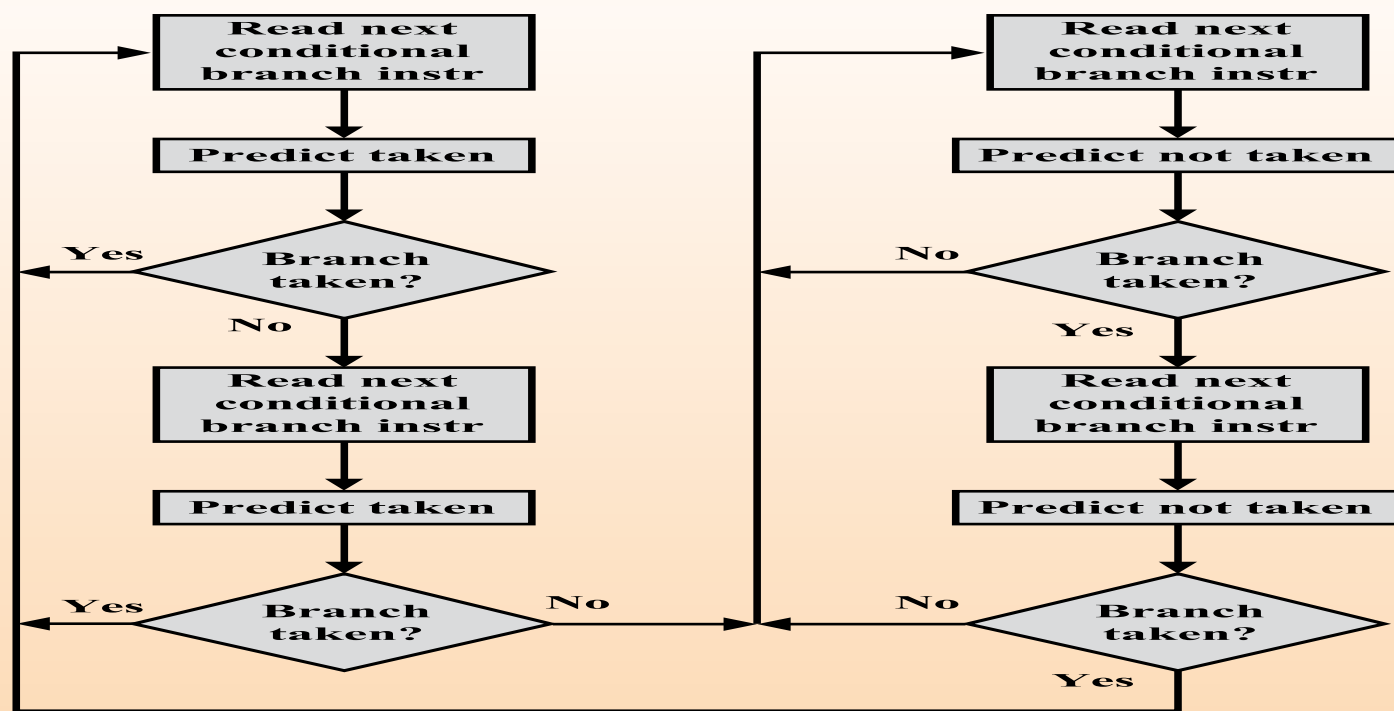 Read next
conditional
branch instr
Predict taken
Yes
Branch
taken?
No
Read next
conditional
branch instr
Predict taken
Yes
Branch
taken?
No
Read next
conditional
branch instr
Predict not taken
No
Branch
taken?
Yes
Read next
conditional
branch instr
Predict not taken
No
Branch
taken?
Yes